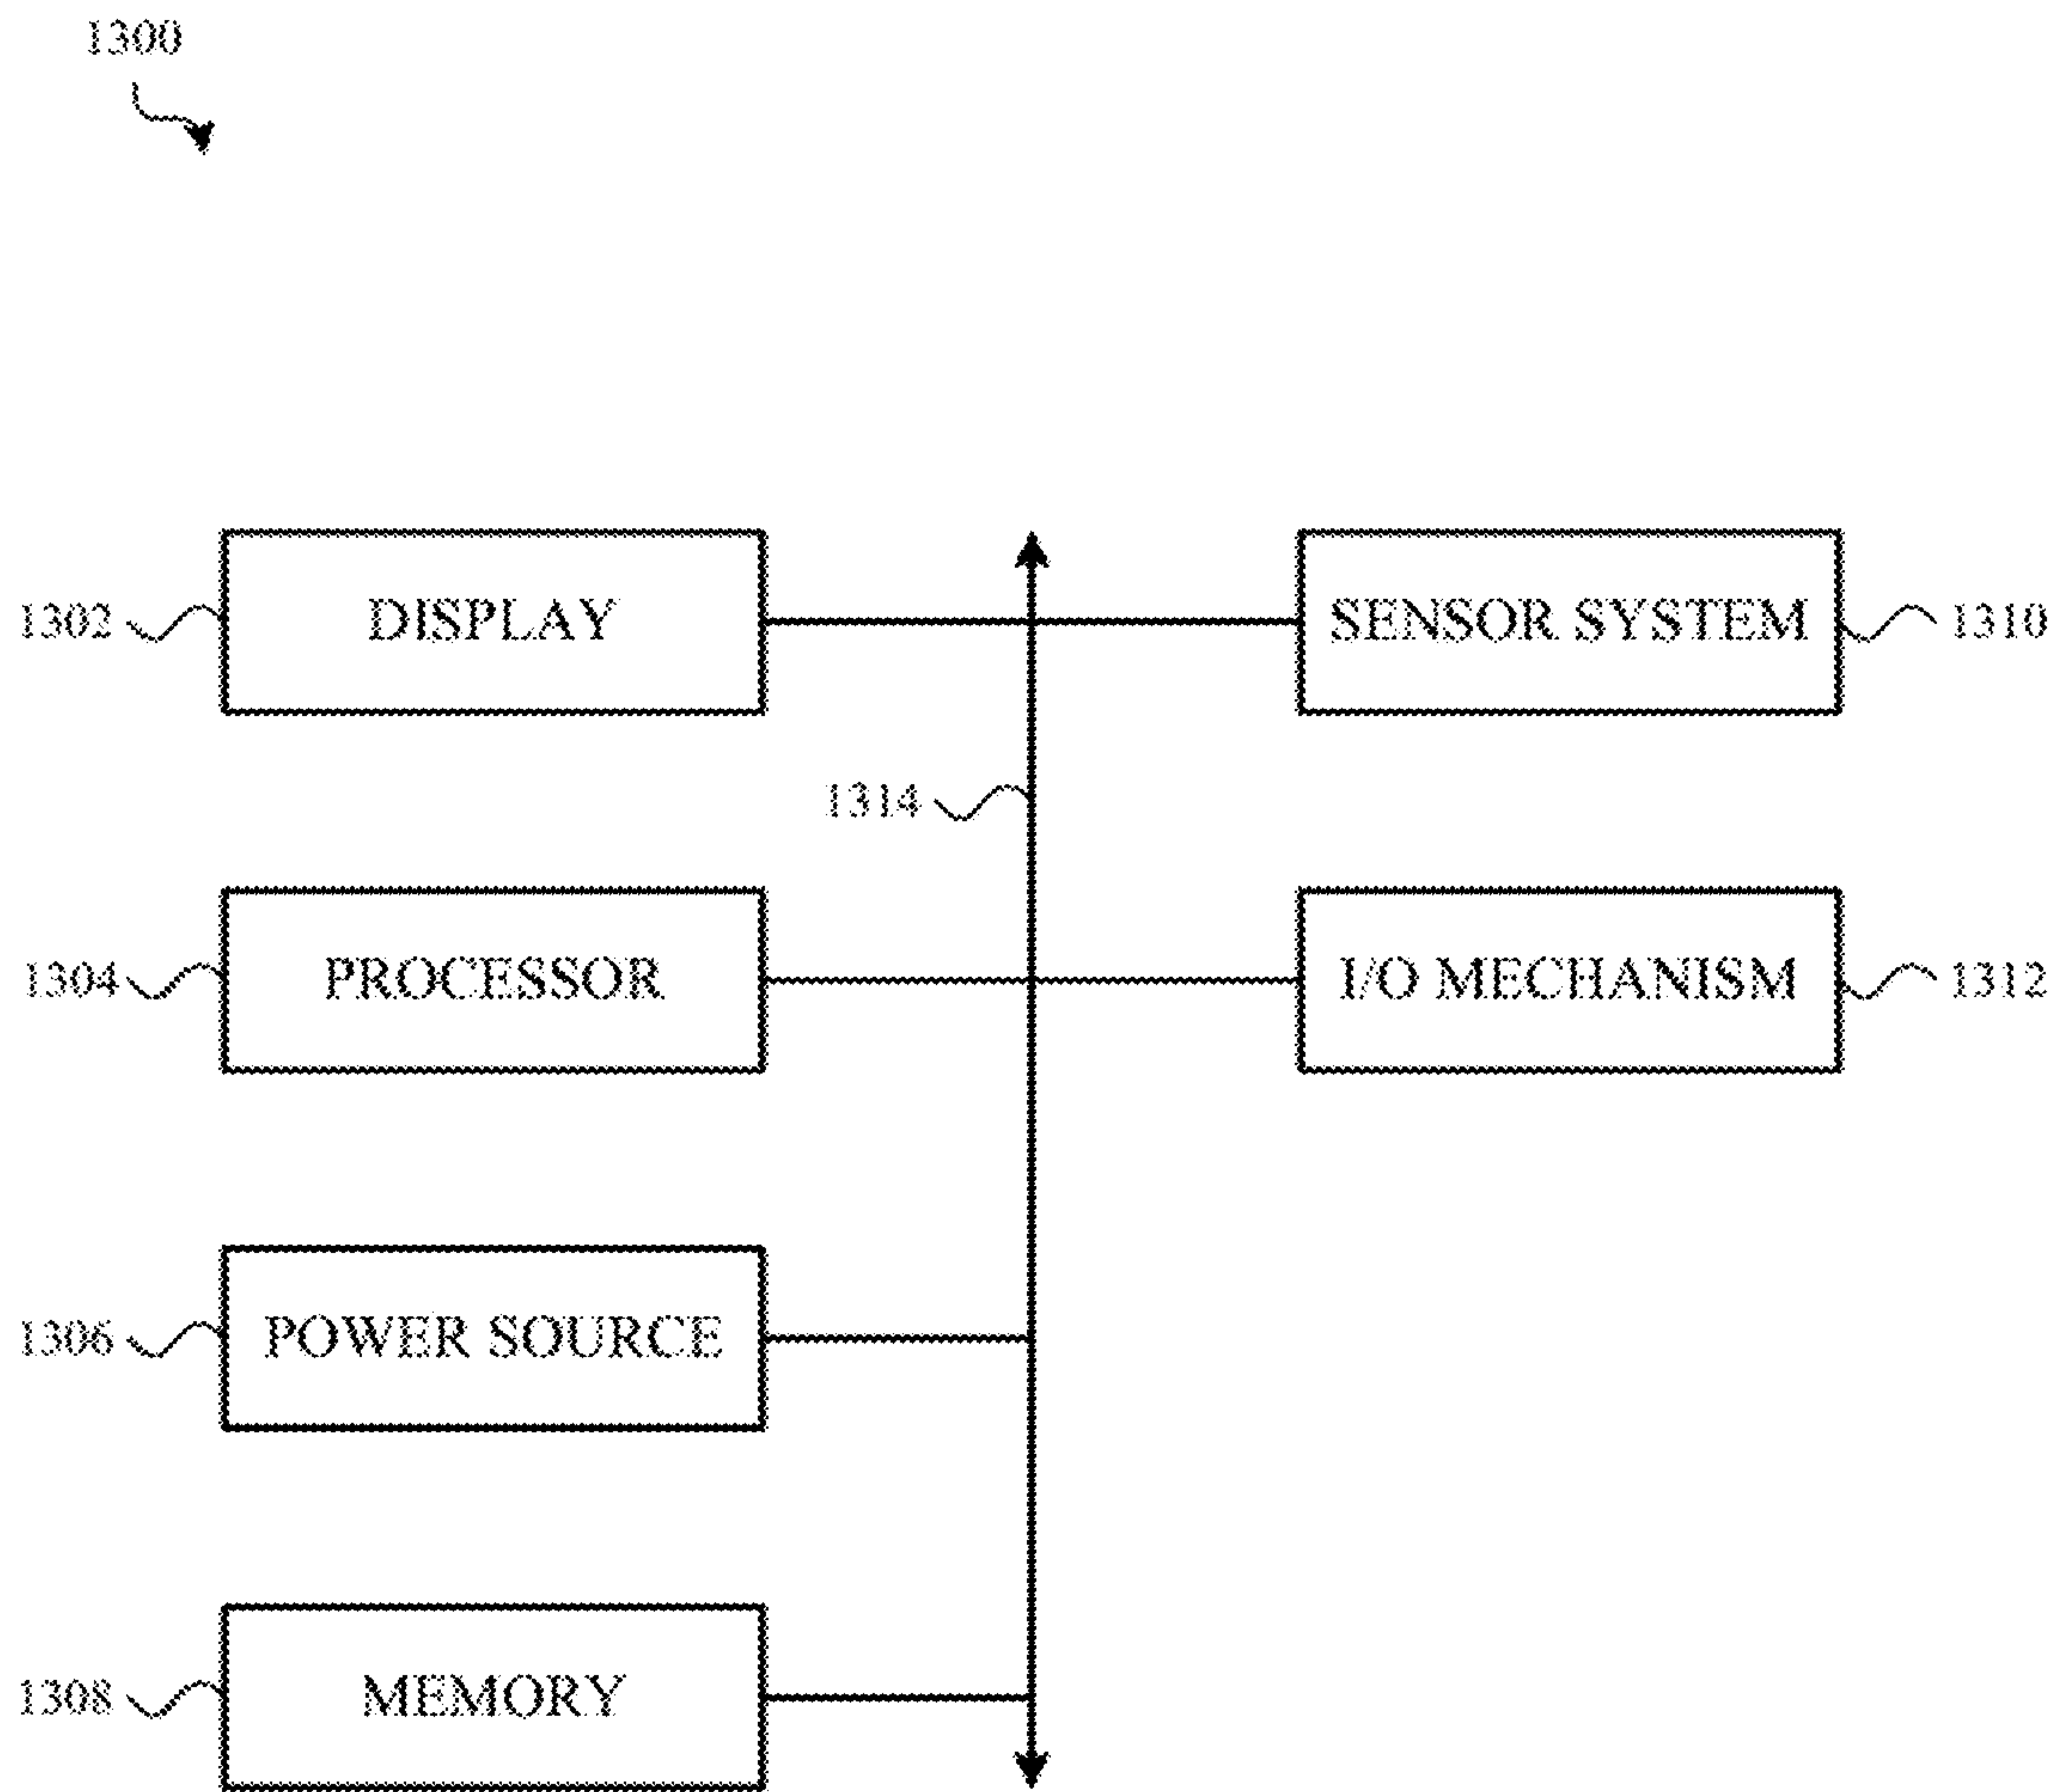 1300
1302 DISPLAY SENSOR SYSTEM 1310
1314
1304 PROCESSOR I/O MECHANISM 1312
1306 POWER SOURCE
1308 MEMORY